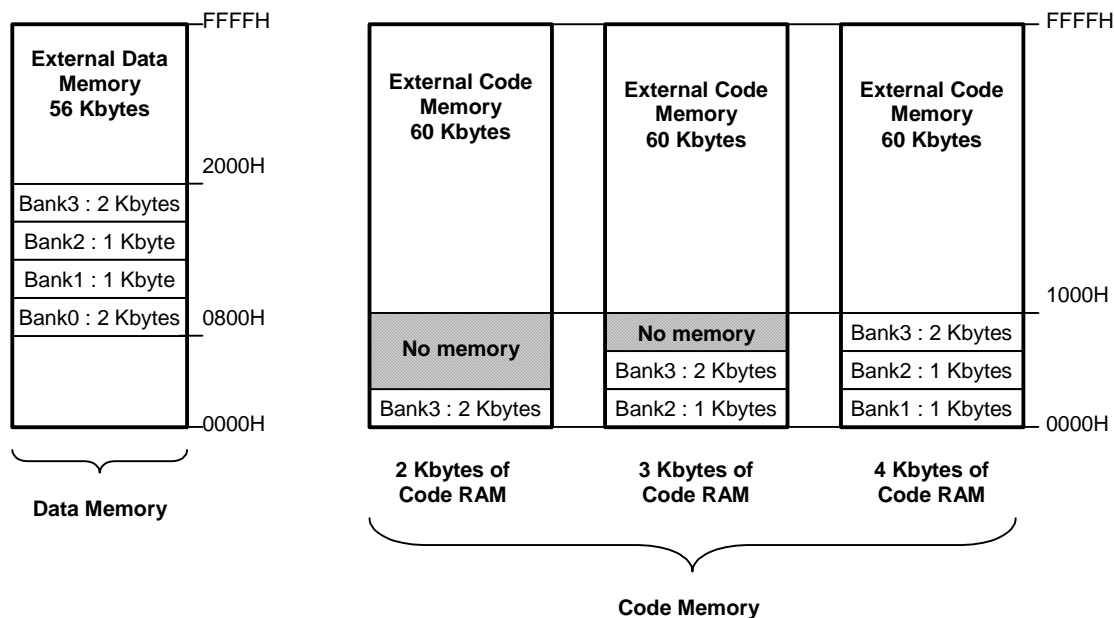 FFFFH
External Data
Memory
56 Kbytes
2000H
Bank3 : 2 Kbytes
Bank2 : 1 Kbyte
Bank1 : 1 Kbyte
Bank0 : 2 Kbytes
0800H
0000H
Data Memory
FFFFH
External Code
Memory
60 Kbytes
No memory
Bank3 : 2 Kbytes
2 Kbytes of
Code RAM
External Code
Memory
60 Kbytes
No memory
Bank3 : 2 Kbytes
Bank2 : 1 Kbytes
3 Kbytes of
Code RAM
External Code
Memory
60 Kbytes
1000H
Bank3 : 2 Kbytes
Bank2 : 1 Kbytes
Bank1 : 1 Kbytes
0000H
4 Kbytes of
Code RAM
Code Memory